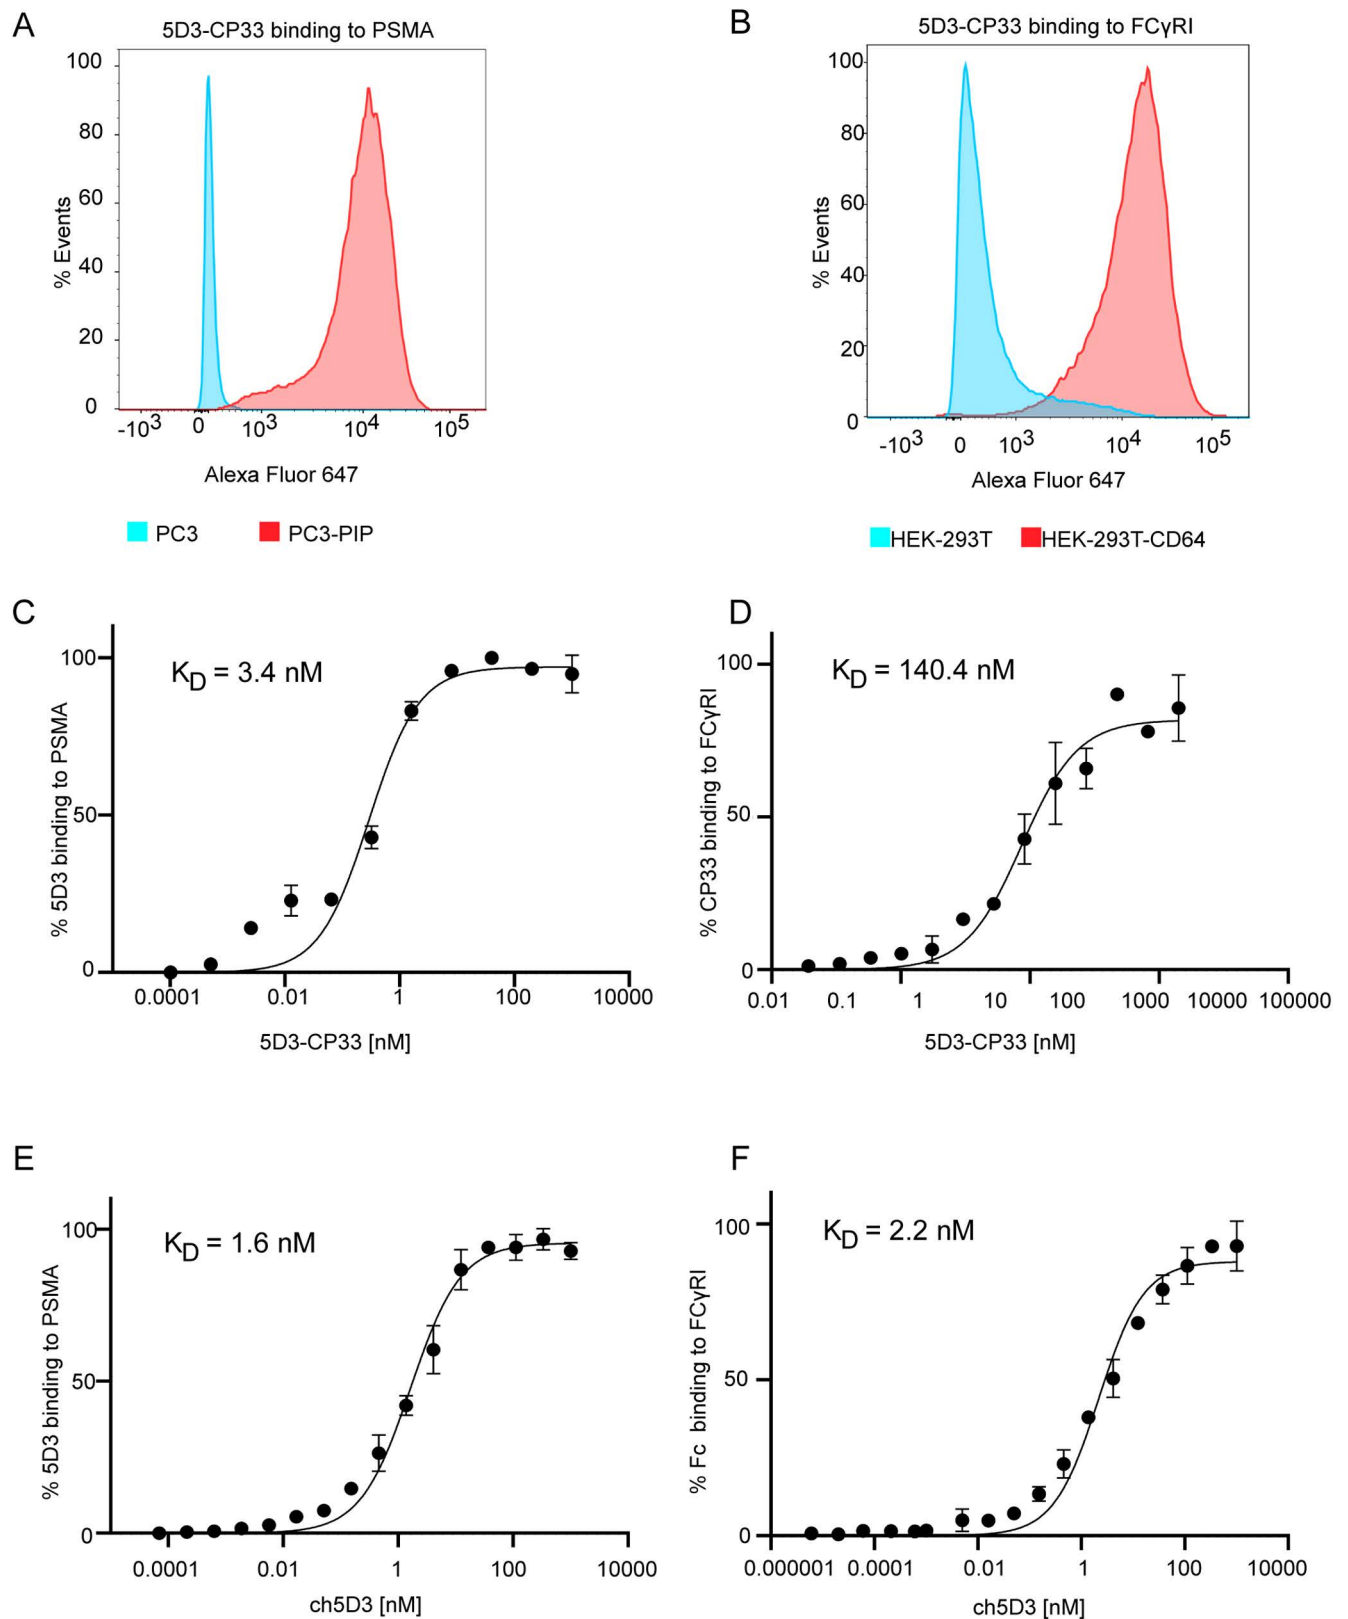 A
5D3-CP33 binding to PSMA
100
80
60
40
20
0
% Events
-10³ 0 10³ 10⁴ 10⁵
Alexa Fluor 647
PC3 PC3-PIP
B
5D3-CP33 binding to FCγRI
100
80
60
40
20
0
% Events
-10³ 0 10³ 10⁴ 10⁵
Alexa Fluor 647
HEK-293T HEK-293T-CD64
C
K_D = 3.4 nM
100
50
0
% 5D3 binding to PSMA
0.0001 0.01 1 100 10000
5D3-CP33 [nM]
D
K_D = 140.4 nM
100
50
0
% CP33 binding to FCγRI
0.01 0.1 1 10 100 1000 10000 100000
5D3-CP33 [nM]
E
K_D = 1.6 nM
100
50
0
% 5D3 binding to PSMA
0.0001 0.01 1 100 10000
ch5D3 [nM]
F
K_D = 2.2 nM
100
50
0
% Fc binding to FCγRI
0.000001 0.0001 0.01 1 100 10000
ch5D3 [nM]